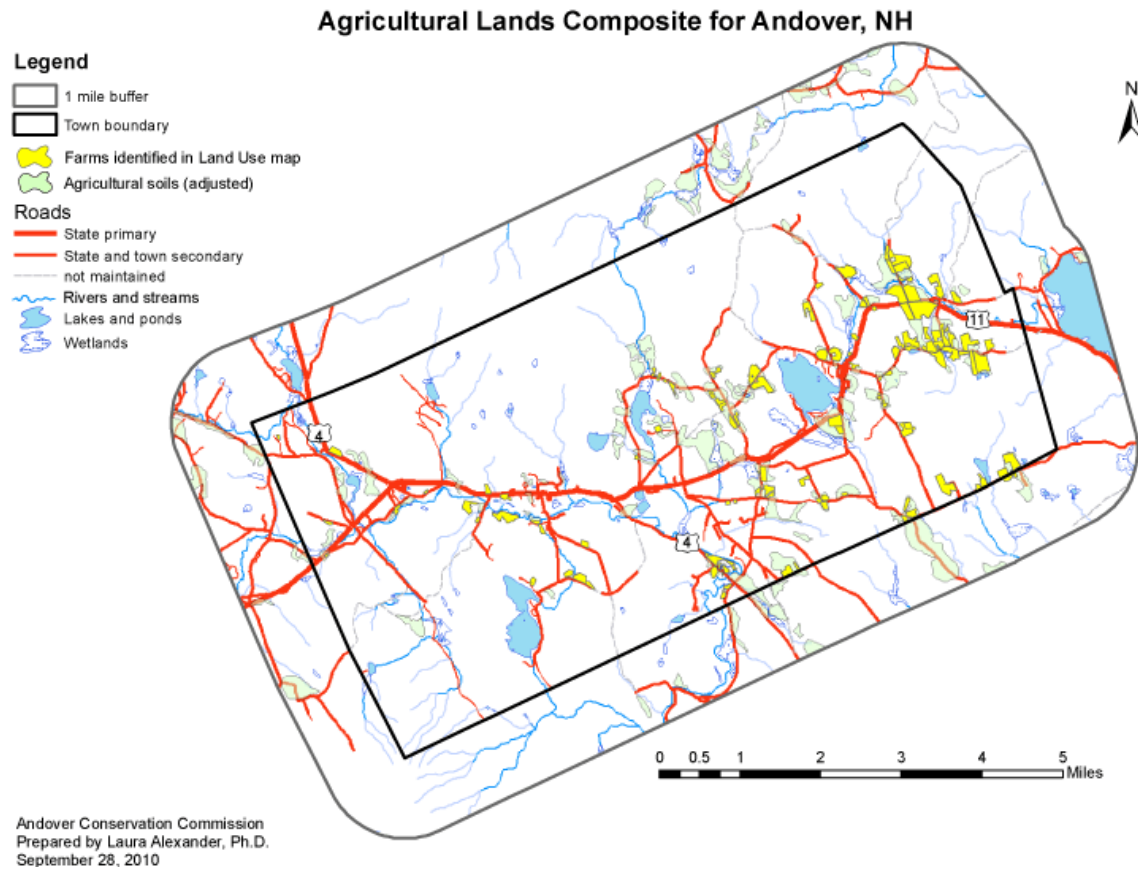 Agricultural Lands Composite for Andover, NH
Legend
1 mile buffer
Town boundary
Farms identified in Land Use map
Agricultural soils (adjusted)
Roads
State primary
State and town secondary
not maintained
Rivers and streams
Lakes and ponds
Wetlands
N
11
4
4
0 0.5 1 2 3 4 5
Miles
Andover Conservation Commission
Prepared by Laura Alexander, Ph.D.
September 28, 2010